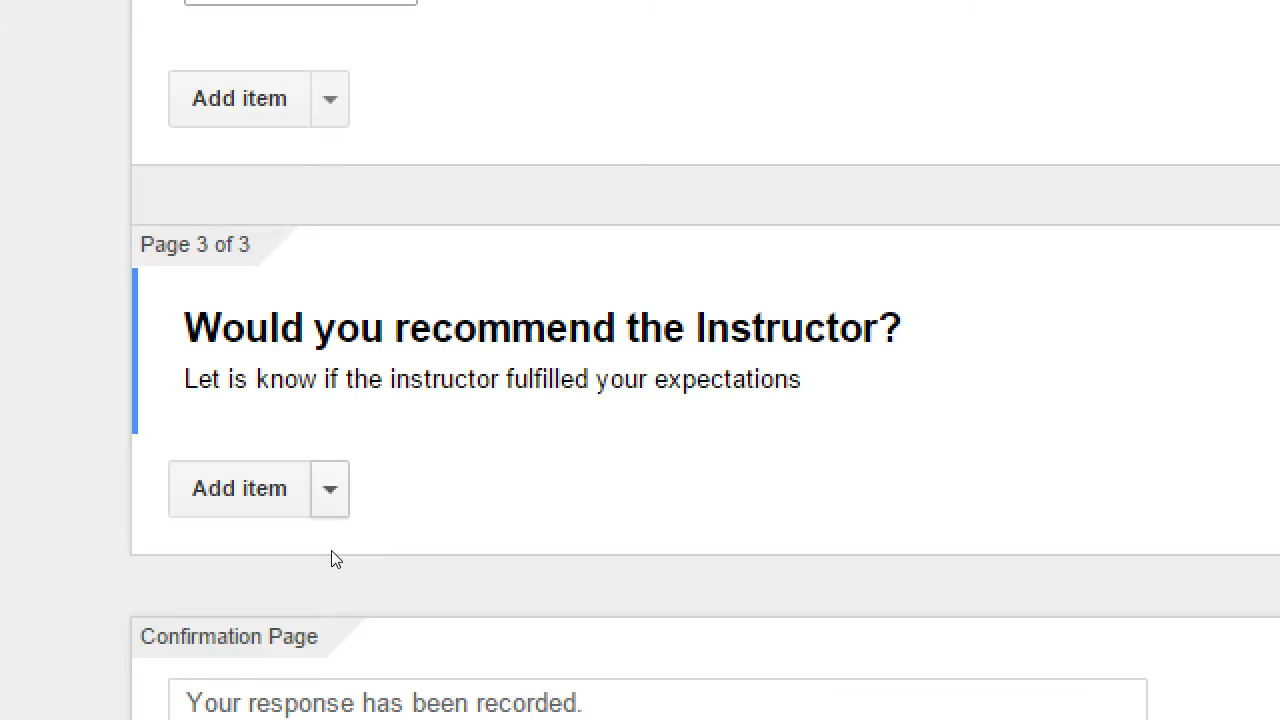 Add item
Page 3 of 3
Would you recommend the Instructor?
Let is know if the instructor fulfilled your expectations
Add item
Confirmation Page
Your response has been recorded.